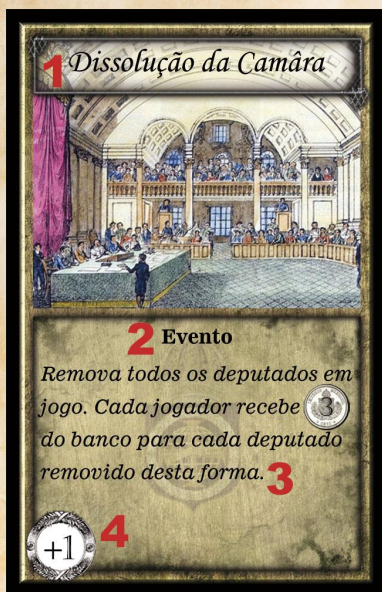 1 Dissolução da Camâra
2 Evento
Remova todos os deputados em
jogo. Cada jogador recebe 3
do banco para cada deputado
removido desta forma. 3
+1 4